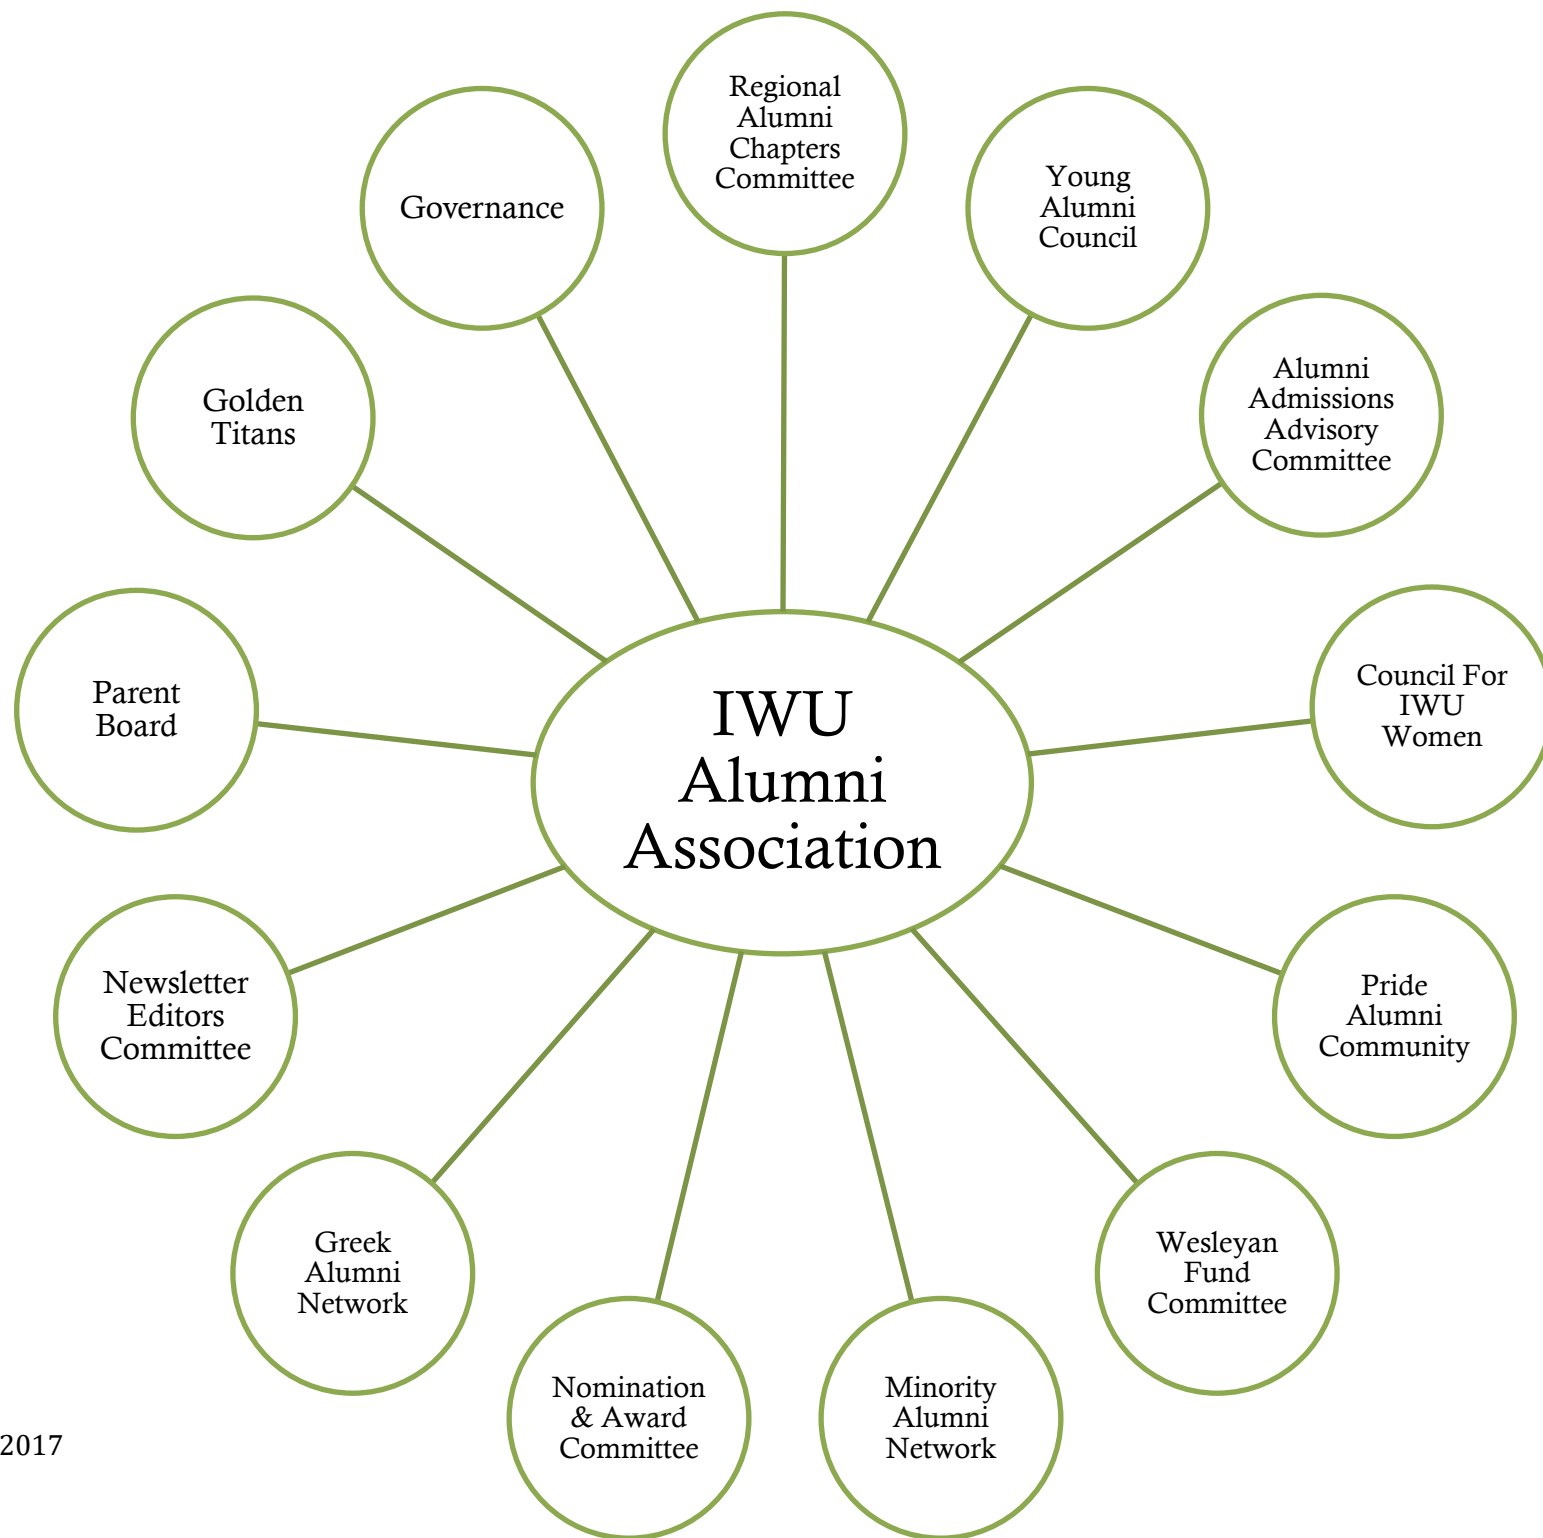 Regional
Alumni
Chapters
Committee
Young
Alumni
Council
Alumni
Admissions
Advisory
Committee
Council For
IWU
Women
Pride
Alumni
Community
Wesleyan
Fund
Committee
Minority
Alumni
Network
Nomination
& Award
Committee
Greek
Alumni
Network
Newsletter
Editors
Committee
Parent
Board
Golden
Titans
Governance
IWU
Alumni
Association
2017